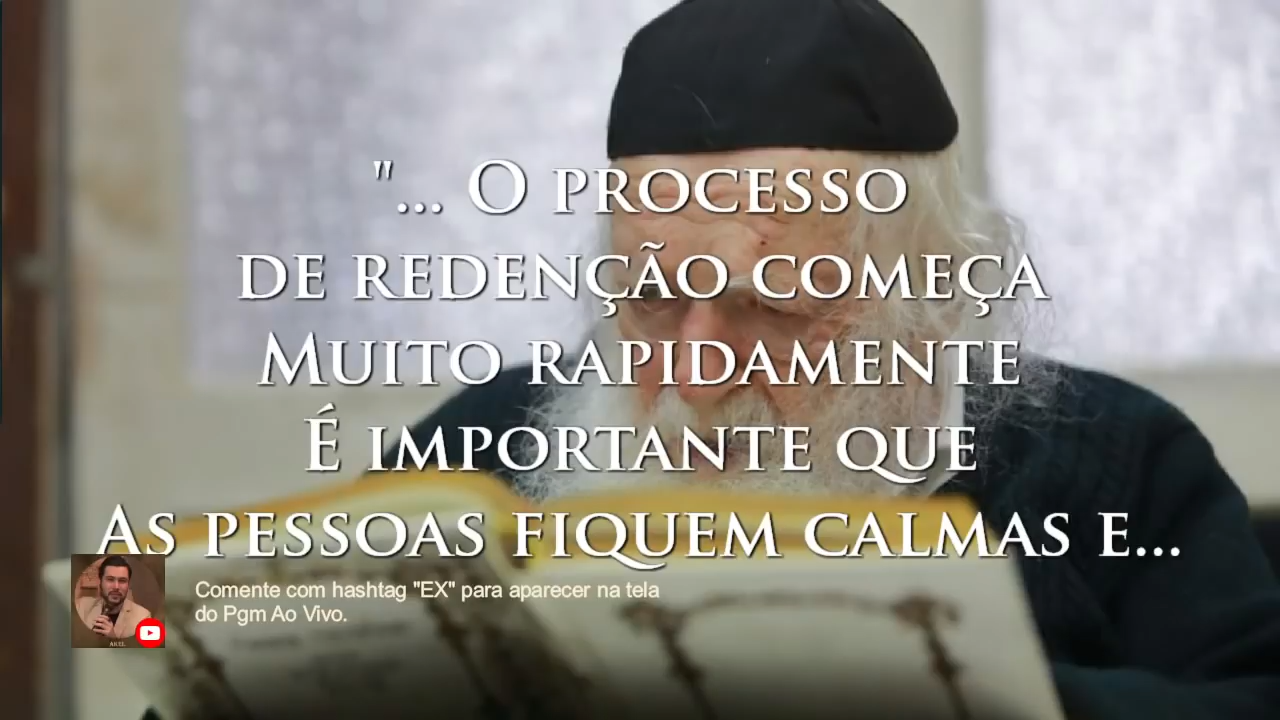 "... O PROCESSO
DE REDENÇÃO COMEÇA
MUITO RAPIDAMENTE
É IMPORTANTE QUE
AS PESSOAS FIQUEM CALMAS E...
Comente com hashtag "EX" para aparecer na tela
do Pgm Ao Vivo.